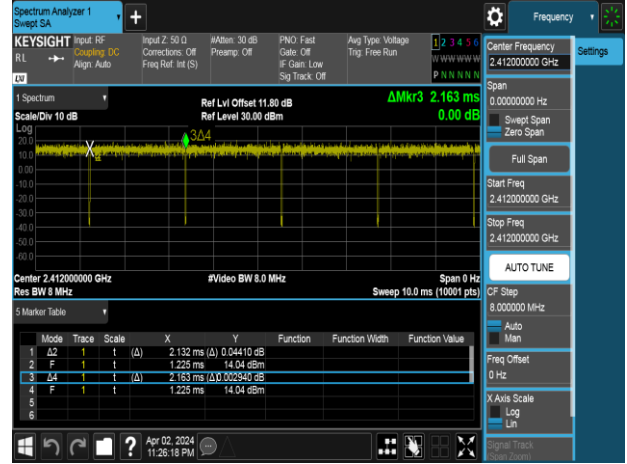 Spectrum Analyzer 1
Swept SA
+
Frequency
KEYSIGHT
RL
LXI
Input: RF
Coupling: DC
Align: Auto
Input Z: 50 Ω
Corrections: Off
Freq Ref: Int (S)
#Atten: 30 dB
Preamp: Off
PNO: Fast
Gate: Off
IF Gain: Low
Sig Track: Off
Avg Type: Voltage
Trig: Free Run
1 2 3 4 5 6
W W W W W W
P N N N N N
1 Spectrum
Scale/Div 10 dB
Ref Lvl Offset 11.80 dB
Ref Level 30.00 dBm
ΔMkr3 2.163 ms
0.00 dB
Log
20.0
10.0
0.00
-10.0
-20.0
-30.0
-40.0
-50.0
-60.0
3Δ4
X
Center 2.412000000 GHz
Res BW 8 MHz
#Video BW 8.0 MHz
Span 0 Hz
Sweep 10.0 ms (10001 pts)
5 Marker Table
Mode Trace Scale X Y Function Function Width Function Value
1 Δ2 1 t (Δ) 2.132 ms (Δ) 0.04410 dB
2 F 1 t 1.225 ms 14.04 dBm
3 Δ4 1 t (Δ) 2.163 ms (Δ)0.002940 dB
4 F 1 t 1.225 ms 14.04 dBm
5
6
?
Apr 02, 2024
11:26:18 PM
Center Frequency
2.412000000 GHz
Settings
Span
0.00000000 Hz
Swept Span
Zero Span
Full Span
Start Freq
2.412000000 GHz
Stop Freq
2.412000000 GHz
AUTO TUNE
CF Step
8.000000 MHz
Auto
Man
Freq Offset
0 Hz
X Axis Scale
Log
Lin
Signal Track
(Span Zoom)